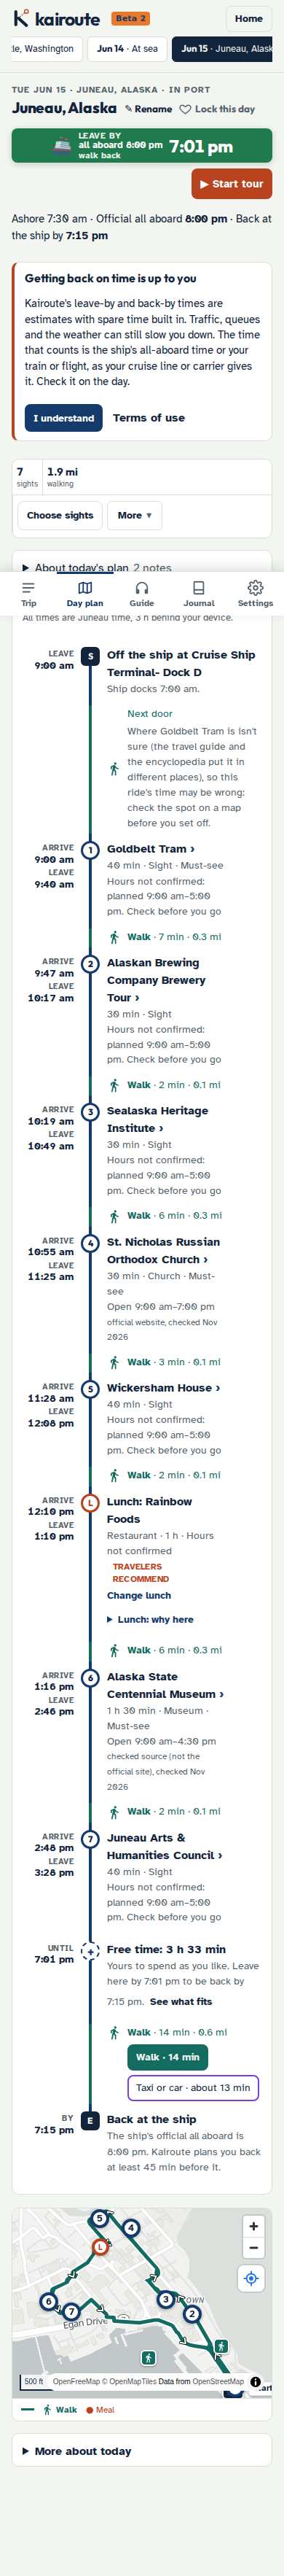 kairoute Beta 2 Home
tle, Washington Jun 14 · At sea Jun 15 · Juneau, Alask
TUE JUN 15 · JUNEAU, ALASKA · IN PORT
Juneau, Alaska ✎ Rename Lock this day
LEAVE BY
all aboard 8:00 pm 7:01 pm
walk back
▶ Start tour
Ashore 7:30 am · Official all aboard 8:00 pm · Back at
the ship by 7:15 pm
Getting back on time is up to you
Kairoute's leave-by and back-by times are
estimates with spare time built in. Traffic, queues
and the weather can still slow you down. The time
that counts is the ship's all-aboard time or your
train or flight, as your cruise line or carrier gives
it. Check it on the day.
I understand Terms of use
7 1.9 mi
sights walking
Choose sights More ▾
▶ About today's plan 2 notes
Trip Day plan Guide Journal Settings
All times are Juneau time, 3 h behind your device.
LEAVE
9:00 am
S
Off the ship at Cruise Ship
Terminal- Dock D
Ship docks 7:00 am.
Next door
Where Goldbelt Tram is isn't
sure (the travel guide and
the encyclopedia put it in
different places), so this
ride's time may be wrong:
check the spot on a map
before you set off.
ARRIVE
9:00 am
LEAVE
9:40 am
1
Goldbelt Tram ›
40 min · Sight · Must-see
Hours not confirmed:
planned 9:00 am–5:00
pm. Check before you go
Walk · 7 min · 0.3 mi
ARRIVE
9:47 am
LEAVE
10:17 am
2
Alaskan Brewing
Company Brewery
Tour ›
30 min · Sight
Hours not confirmed:
planned 9:00 am–5:00
pm. Check before you go
Walk · 2 min · 0.1 mi
ARRIVE
10:19 am
LEAVE
10:49 am
3
Sealaska Heritage
Institute ›
30 min · Sight
Hours not confirmed:
planned 9:00 am–5:00
pm. Check before you go
Walk · 6 min · 0.3 mi
ARRIVE
10:55 am
LEAVE
11:25 am
4
St. Nicholas Russian
Orthodox Church ›
30 min · Church · Must-
see
Open 9:00 am–7:00 pm
official website, checked Nov
2026
Walk · 3 min · 0.1 mi
ARRIVE
11:28 am
LEAVE
12:08 pm
5
Wickersham House ›
40 min · Sight
Hours not confirmed:
planned 9:00 am–5:00
pm. Check before you go
Walk · 2 min · 0.1 mi
ARRIVE
12:10 pm
LEAVE
1:10 pm
L
Lunch: Rainbow
Foods
Restaurant · 1 h · Hours
not confirmed
TRAVELERS
RECOMMEND
Change lunch
▶ Lunch: why here
Walk · 6 min · 0.3 mi
ARRIVE
1:16 pm
LEAVE
2:46 pm
6
Alaska State
Centennial Museum ›
1 h 30 min · Museum ·
Must-see
Open 9:00 am–4:30 pm
checked source (not the
official site), checked Nov
2026
Walk · 2 min · 0.1 mi
ARRIVE
2:48 pm
LEAVE
3:28 pm
7
Juneau Arts &
Humanities Council ›
40 min · Sight
Hours not confirmed:
planned 9:00 am–5:00
pm. Check before you go
UNTIL
7:01 pm
+
Free time: 3 h 33 min
Yours to spend as you like. Leave
here by 7:01 pm to be back by
7:15 pm. See what fits
Walk · 14 min · 0.6 mi
Walk · 14 min
Taxi or car · about 13 min
BY
7:15 pm
E
Back at the ship
The ship's official all aboard is
8:00 pm. Kairoute plans you back
at least 45 min before it.
5 4 L 6 7 3 2
+
−
OWN
Egan Drive
500 ft OpenFreeMap © OpenMapTiles Data from OpenStreetMap
Walk Meal
▶ More about today